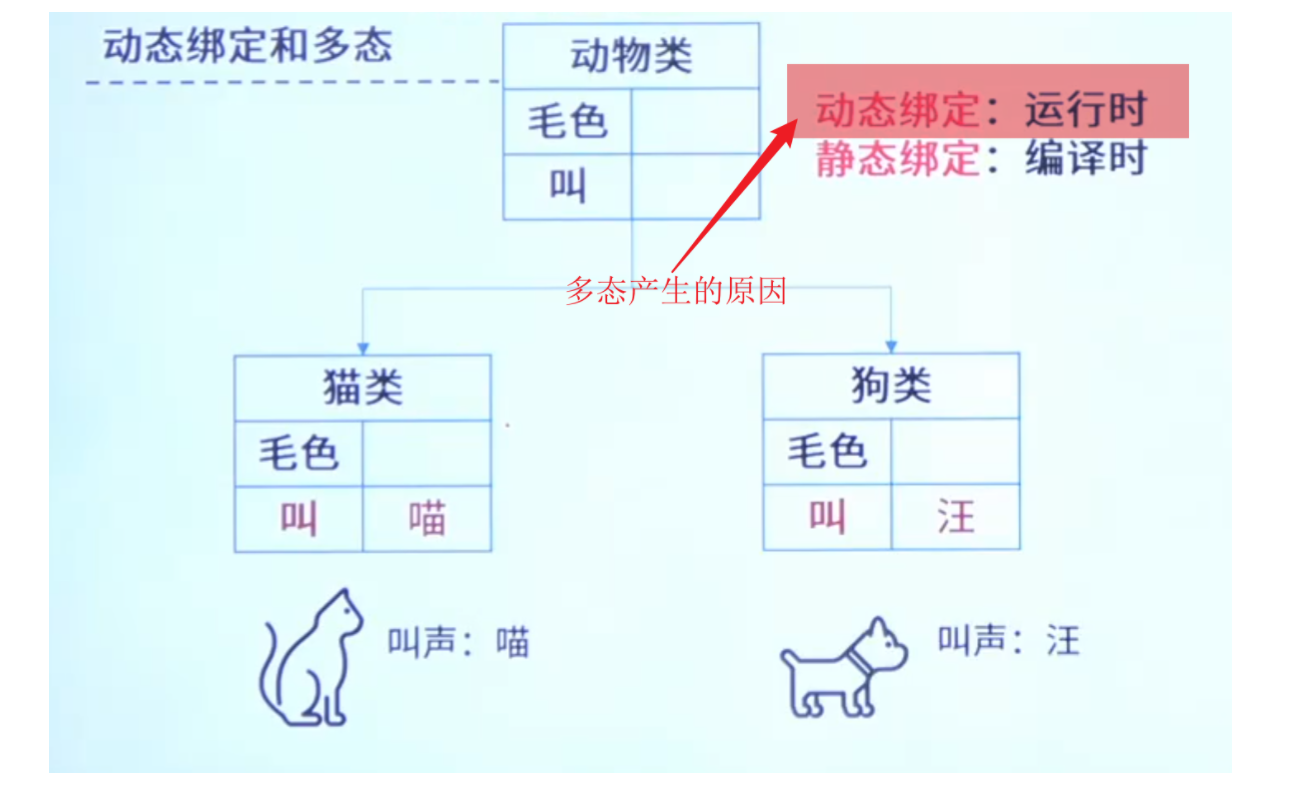 动态绑定和多态
动物类
毛色
叫
动态绑定：运行时
静态绑定：编译时
多态产生的原因
猫类
毛色
叫 喵
狗类
毛色
叫 汪
叫声：喵
叫声：汪